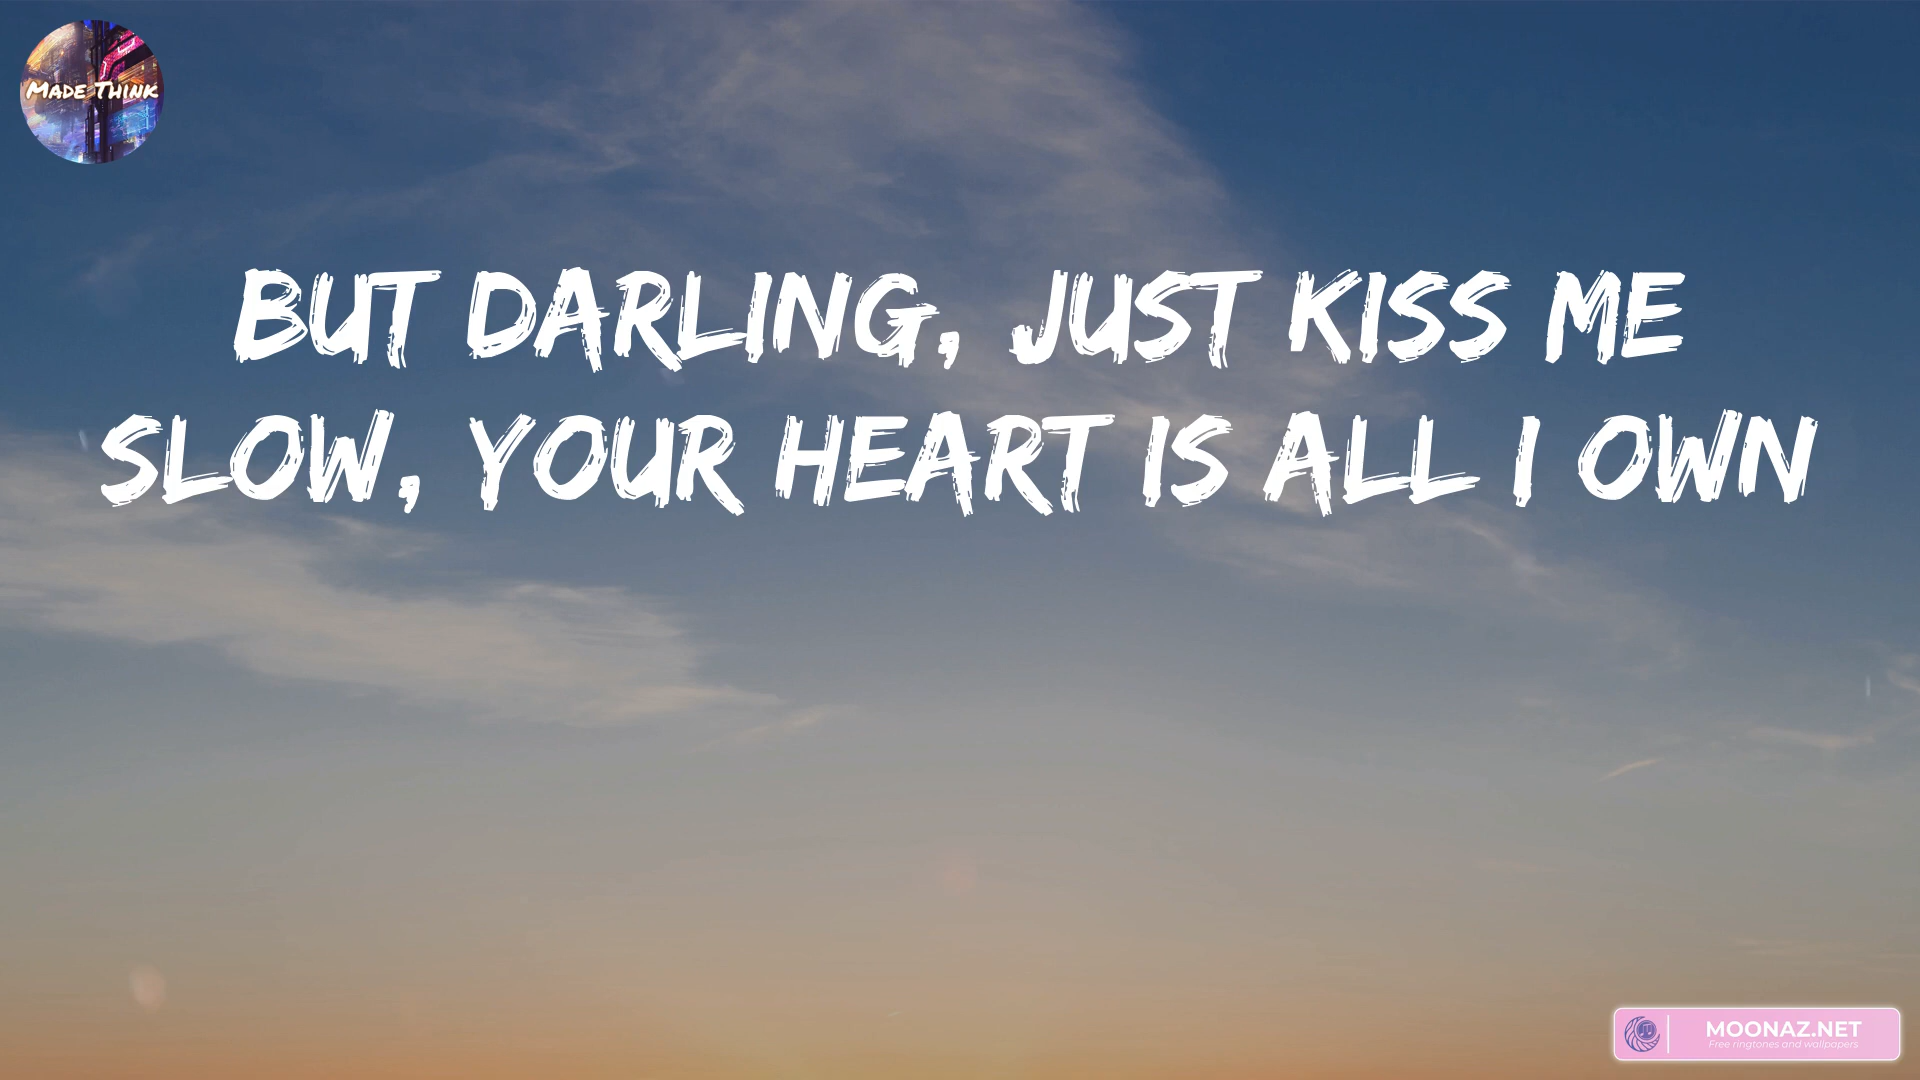 Made Think
BUT DARLING, JUST KISS ME
SLOW, YOUR HEART IS ALL I OWN
MOONAZ.NET
Free ringtones and wallpapers